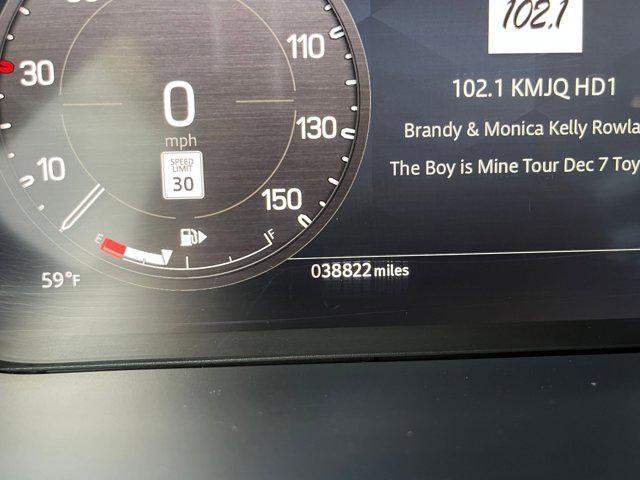 102.1
110
102.1 KMJQ HD1
30
0
Brandy & Monica Kelly Rowla
130
mph
SPEED
LIMIT
30
The Boy is Mine Tour Dec 7 Toy
10
150
E
F
59°F
038822 miles